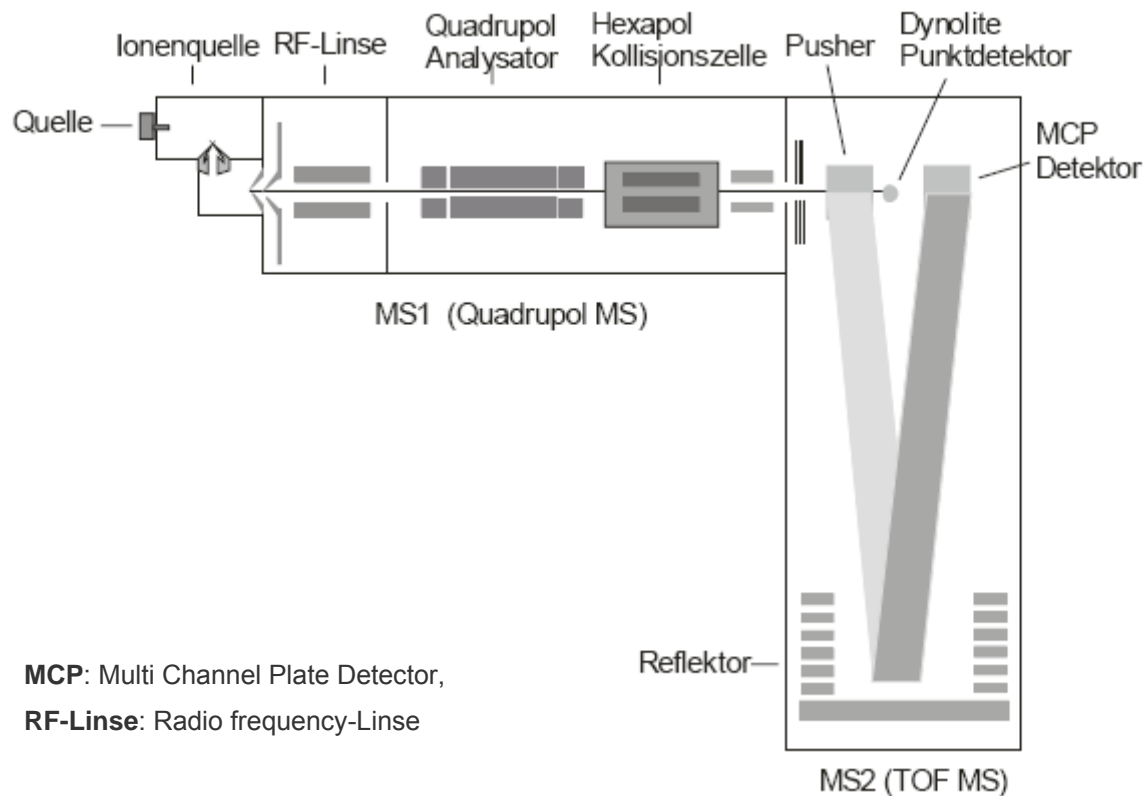 Ionenquelle
RF-Linse
Quadrupol
Analysator
Hexapol
Kollisionszelle
Pusher
Dynolite
Punktdetektor
Quelle
MCP
Detektor
MS1 (Quadrupol MS)
Reflektor
MCP: Multi Channel Plate Detector,
RF-Linse: Radio frequency-Linse
MS2 (TOF MS)